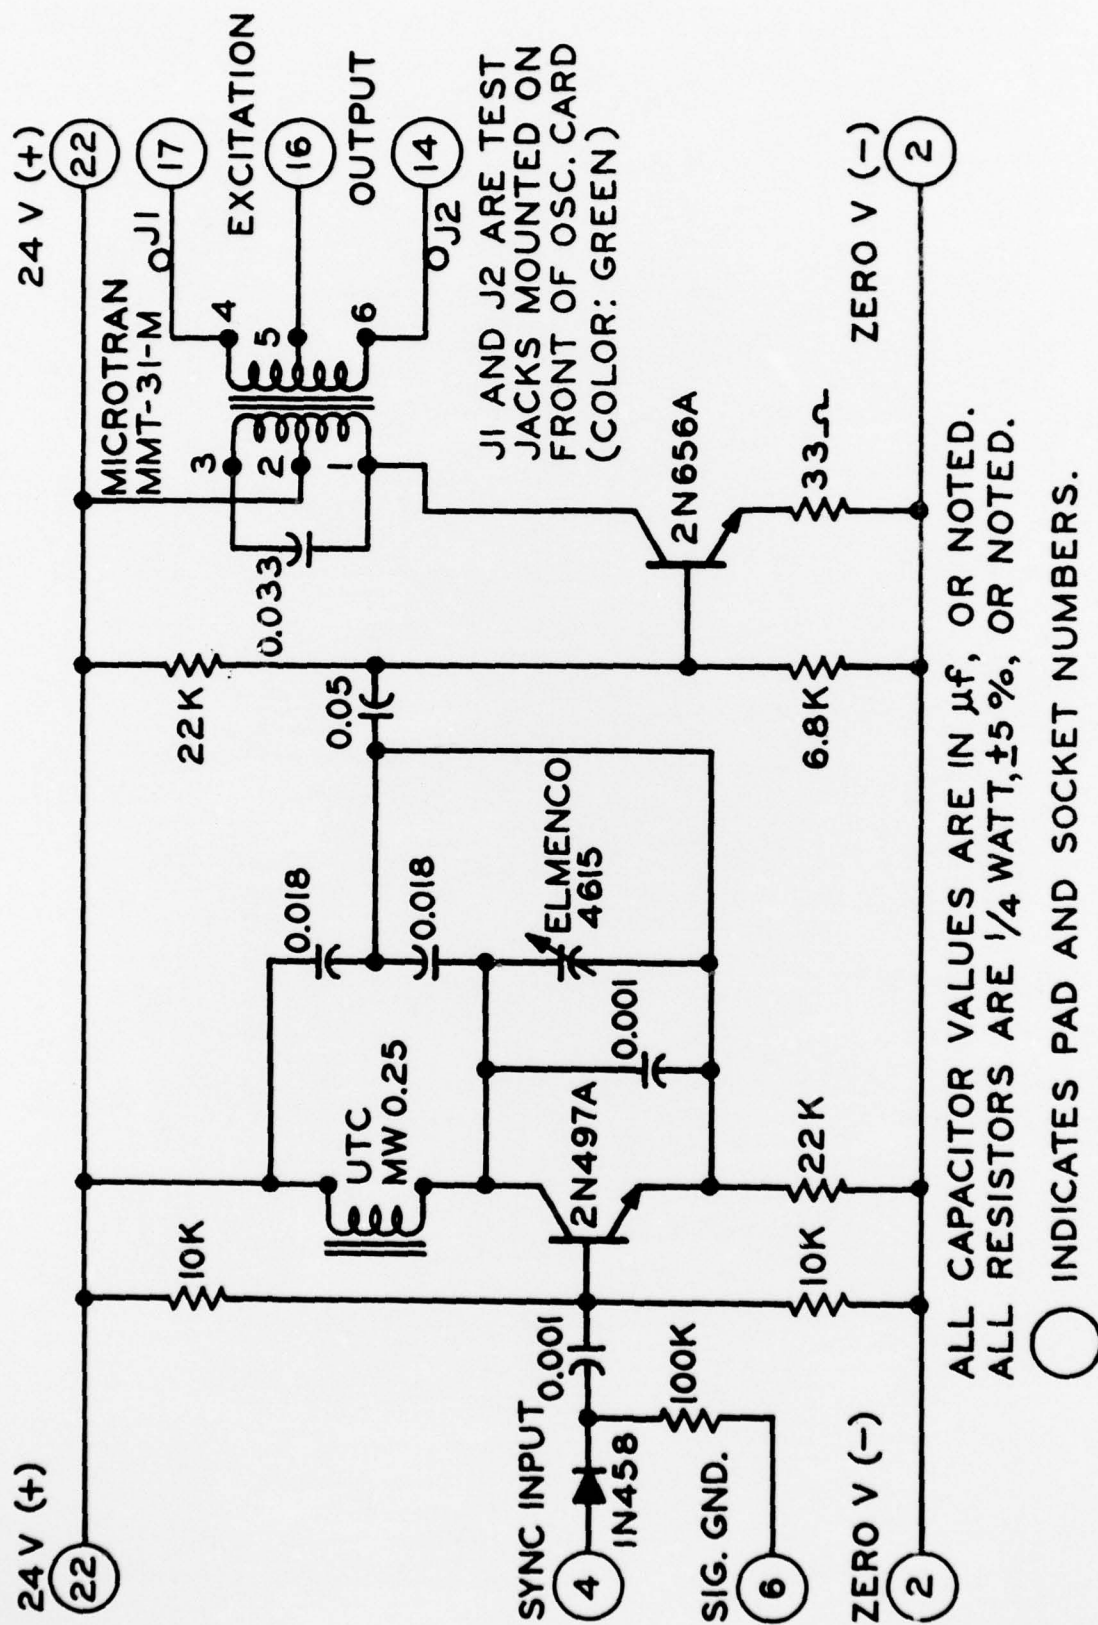 24 V (+)
22
24 V (+)
22
MICROTRAN
MMT-31-M
J1
17
EXCITATION
16
OUTPUT
14
J2
3
2
1
4
5
6
0.033
J1 AND J2 ARE TEST
JACKS MOUNTED ON
FRONT OF OSC. CARD
(COLOR: GREEN)
10K
UTC
MW 0.25
0.018
0.018
22K
0.05
ELMENCO
4615
0.001
2N497A
2N656A
33Ω
SYNC INPUT
4
1N458
0.001
100K
SIG. GND.
6
10K
22K
6.8K
ZERO V (-)
2
ZERO V (-)
2
ALL CAPACITOR VALUES ARE IN µf, OR NOTED.
ALL RESISTORS ARE 1/4 WATT, ±5%, OR NOTED.
INDICATES PAD AND SOCKET NUMBERS.